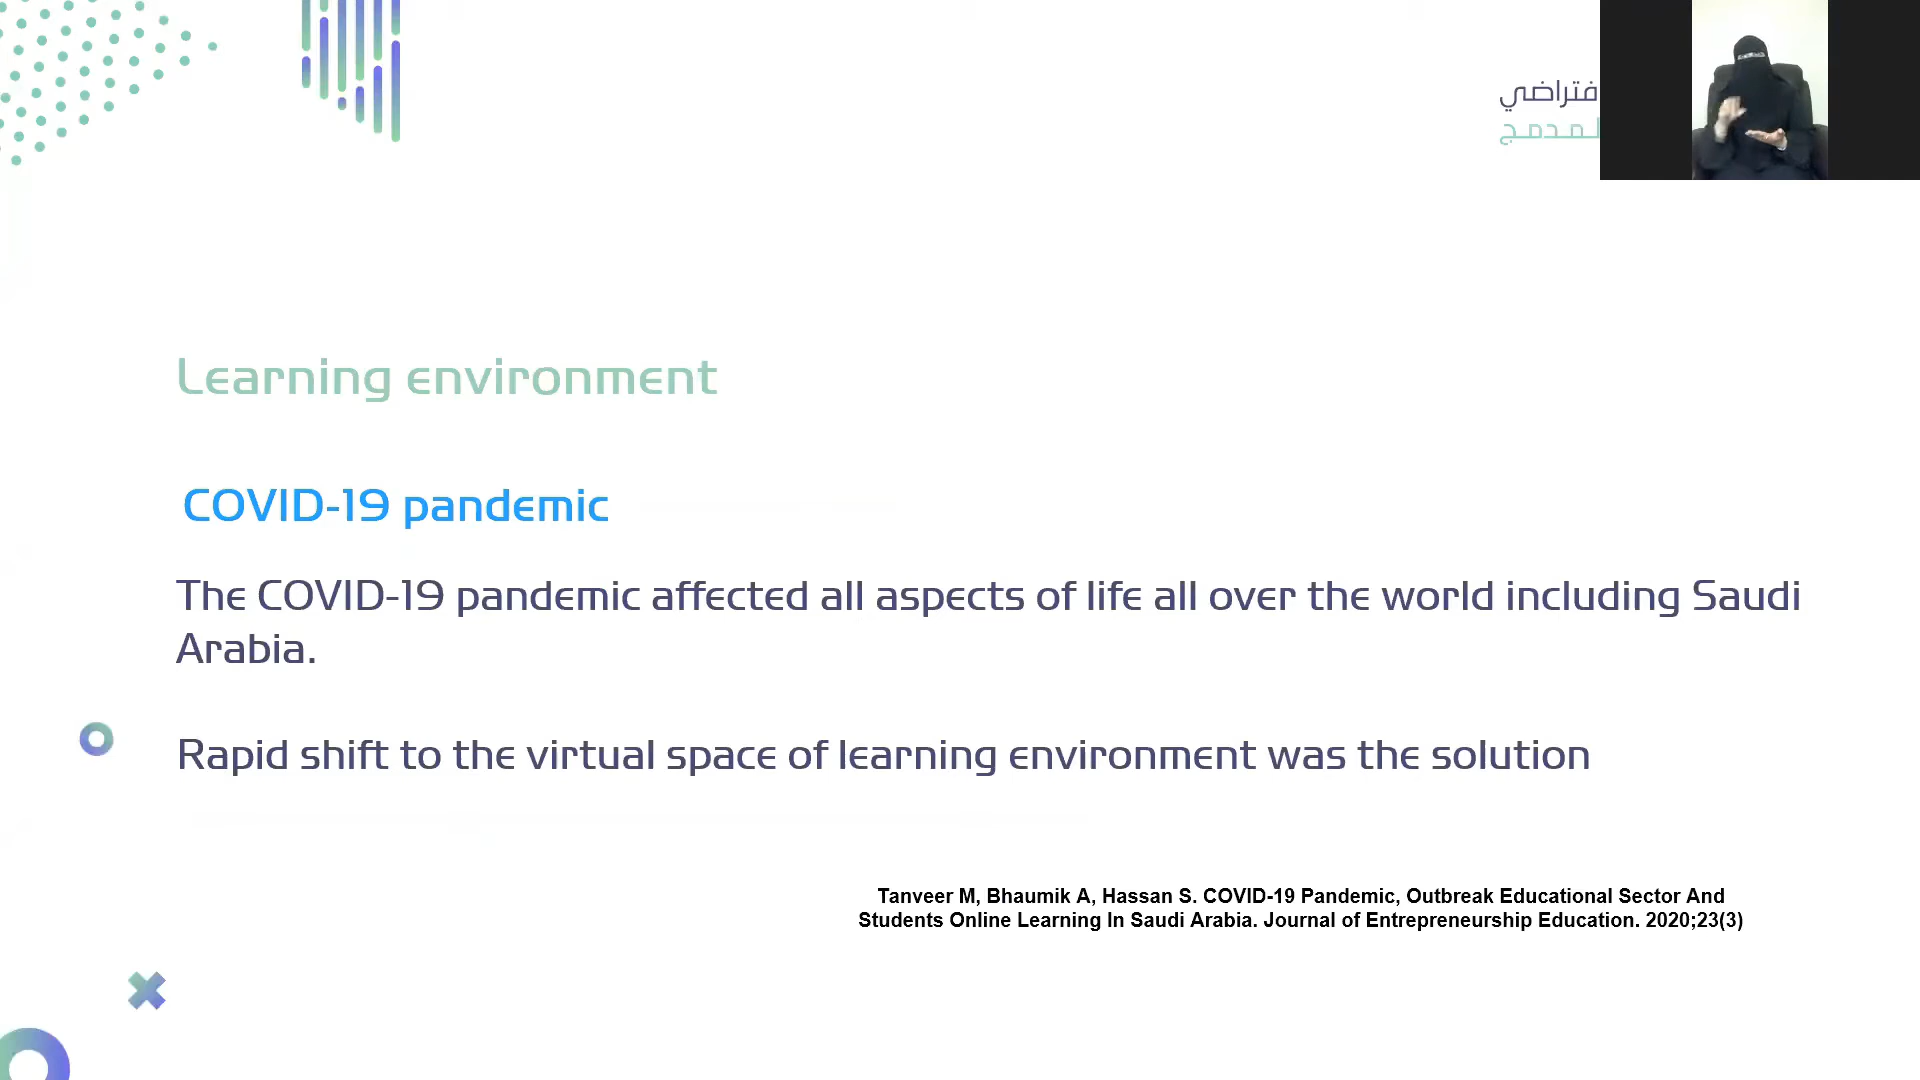 فتراضي
لمدمج
Learning environment
COVID-19 pandemic
The COVID-19 pandemic affected all aspects of life all over the world including Saudi
Arabia.
Rapid shift to the virtual space of learning environment was the solution
Tanveer M, Bhaumik A, Hassan S. COVID-19 Pandemic, Outbreak Educational Sector And
Students Online Learning In Saudi Arabia. Journal of Entrepreneurship Education. 2020;23(3)